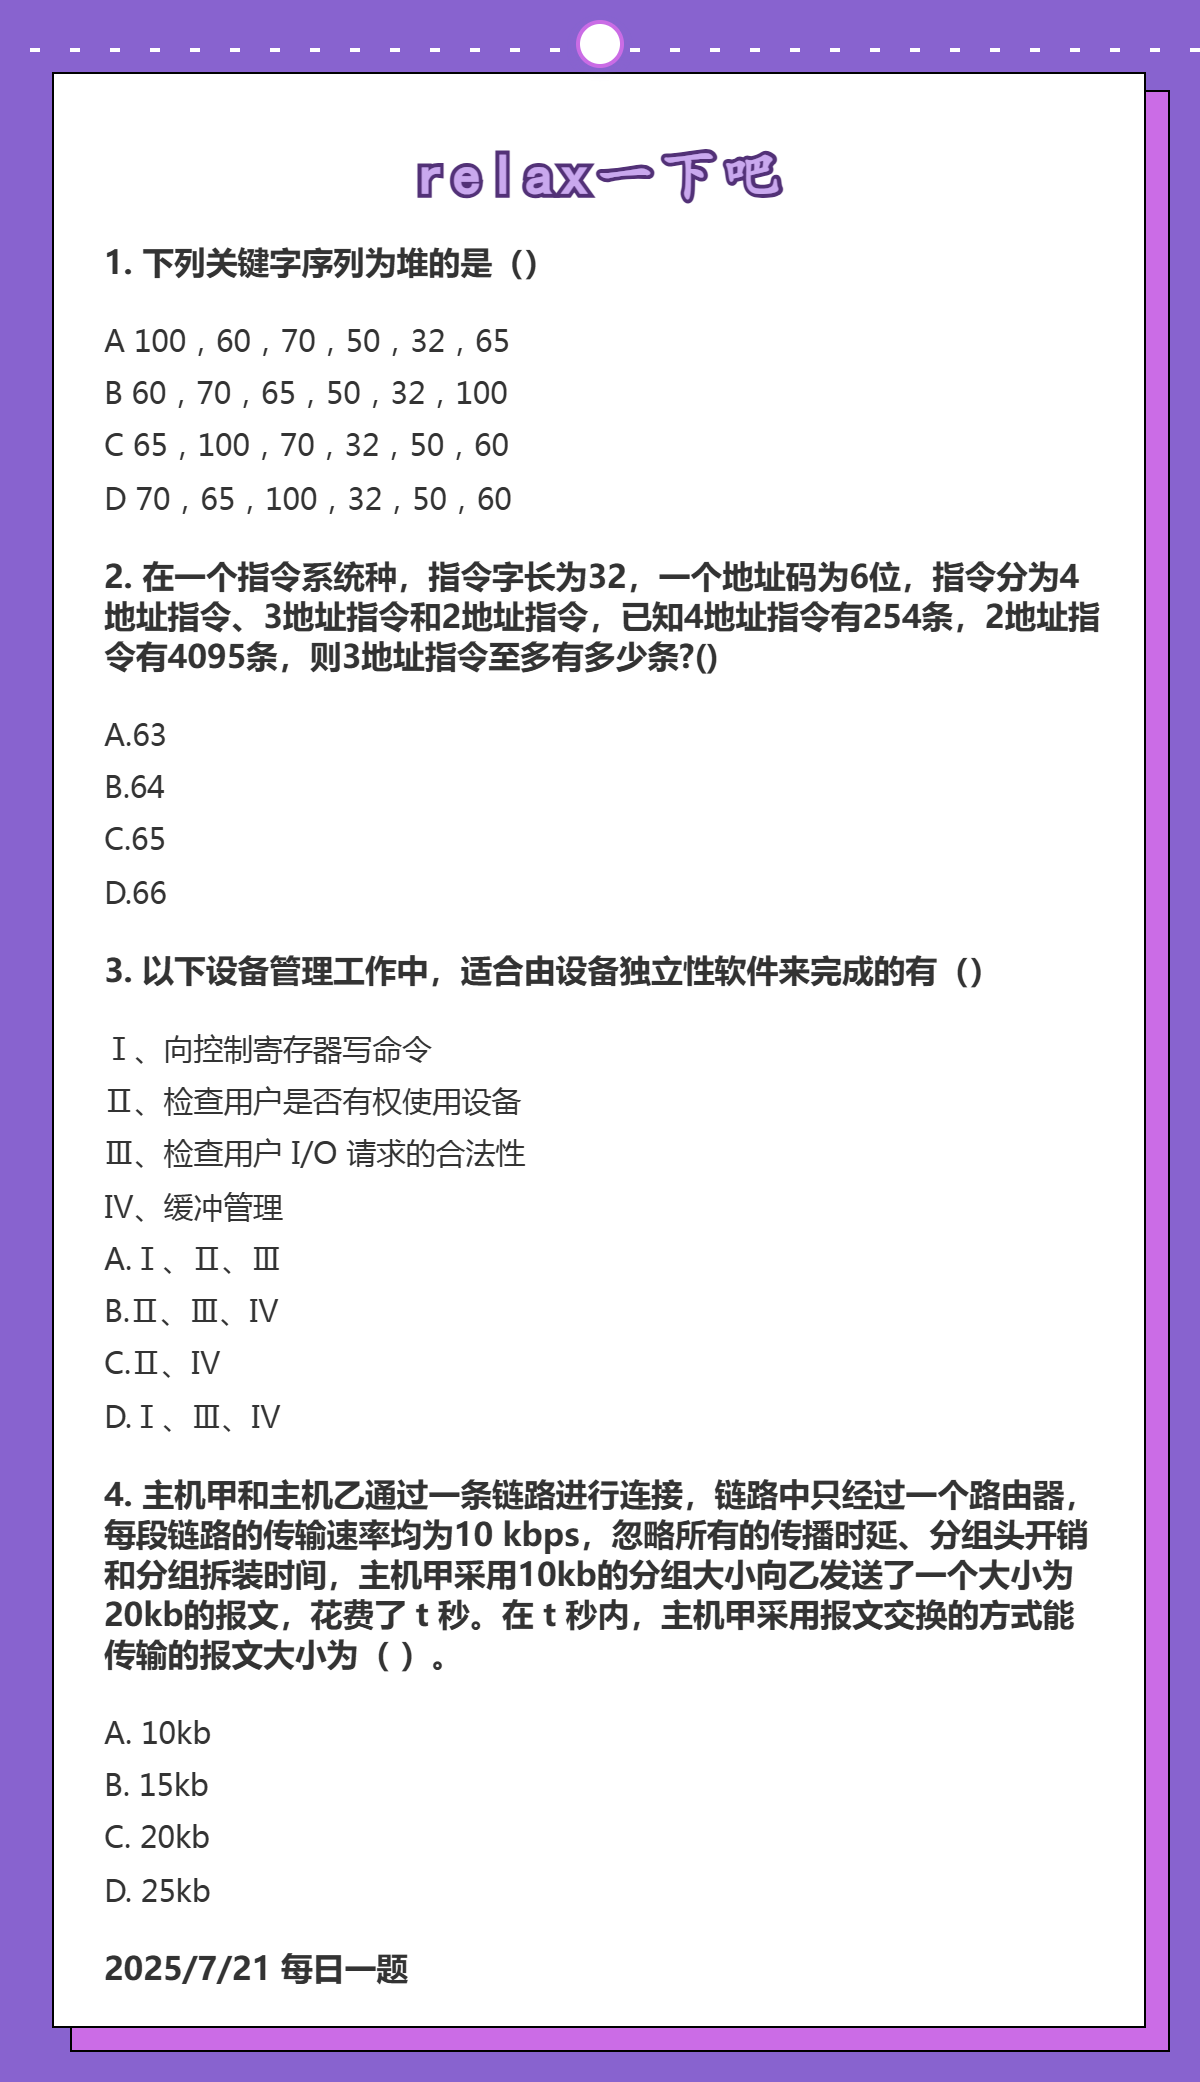 relax一下吧
1. 下列关键字序列为堆的是（）
A 100，60，70，50，32，65
B 60，70，65，50，32，100
C 65，100，70，32，50，60
D 70，65，100，32，50，60
2. 在一个指令系统种，指令字长为32，一个地址码为6位，指令分为4
地址指令、3地址指令和2地址指令，已知4地址指令有254条，2地址指
令有4095条，则3地址指令至多有多少条?()
A.63
B.64
C.65
D.66
3. 以下设备管理工作中，适合由设备独立性软件来完成的有（）
Ⅰ、向控制寄存器写命令
Ⅱ、检查用户是否有权使用设备
Ⅲ、检查用户 I/O 请求的合法性
IV、缓冲管理
A.Ⅰ、Ⅱ、Ⅲ
B.Ⅱ、Ⅲ、IV
C.Ⅱ、IV
D.Ⅰ、Ⅲ、IV
4. 主机甲和主机乙通过一条链路进行连接，链路中只经过一个路由器，
每段链路的传输速率均为10 kbps，忽略所有的传播时延、分组头开销
和分组拆装时间，主机甲采用10kb的分组大小向乙发送了一个大小为
20kb的报文，花费了 t 秒。在 t 秒内，主机甲采用报文交换的方式能
传输的报文大小为（ ）。
A. 10kb
B. 15kb
C. 20kb
D. 25kb
2025/7/21 每日一题